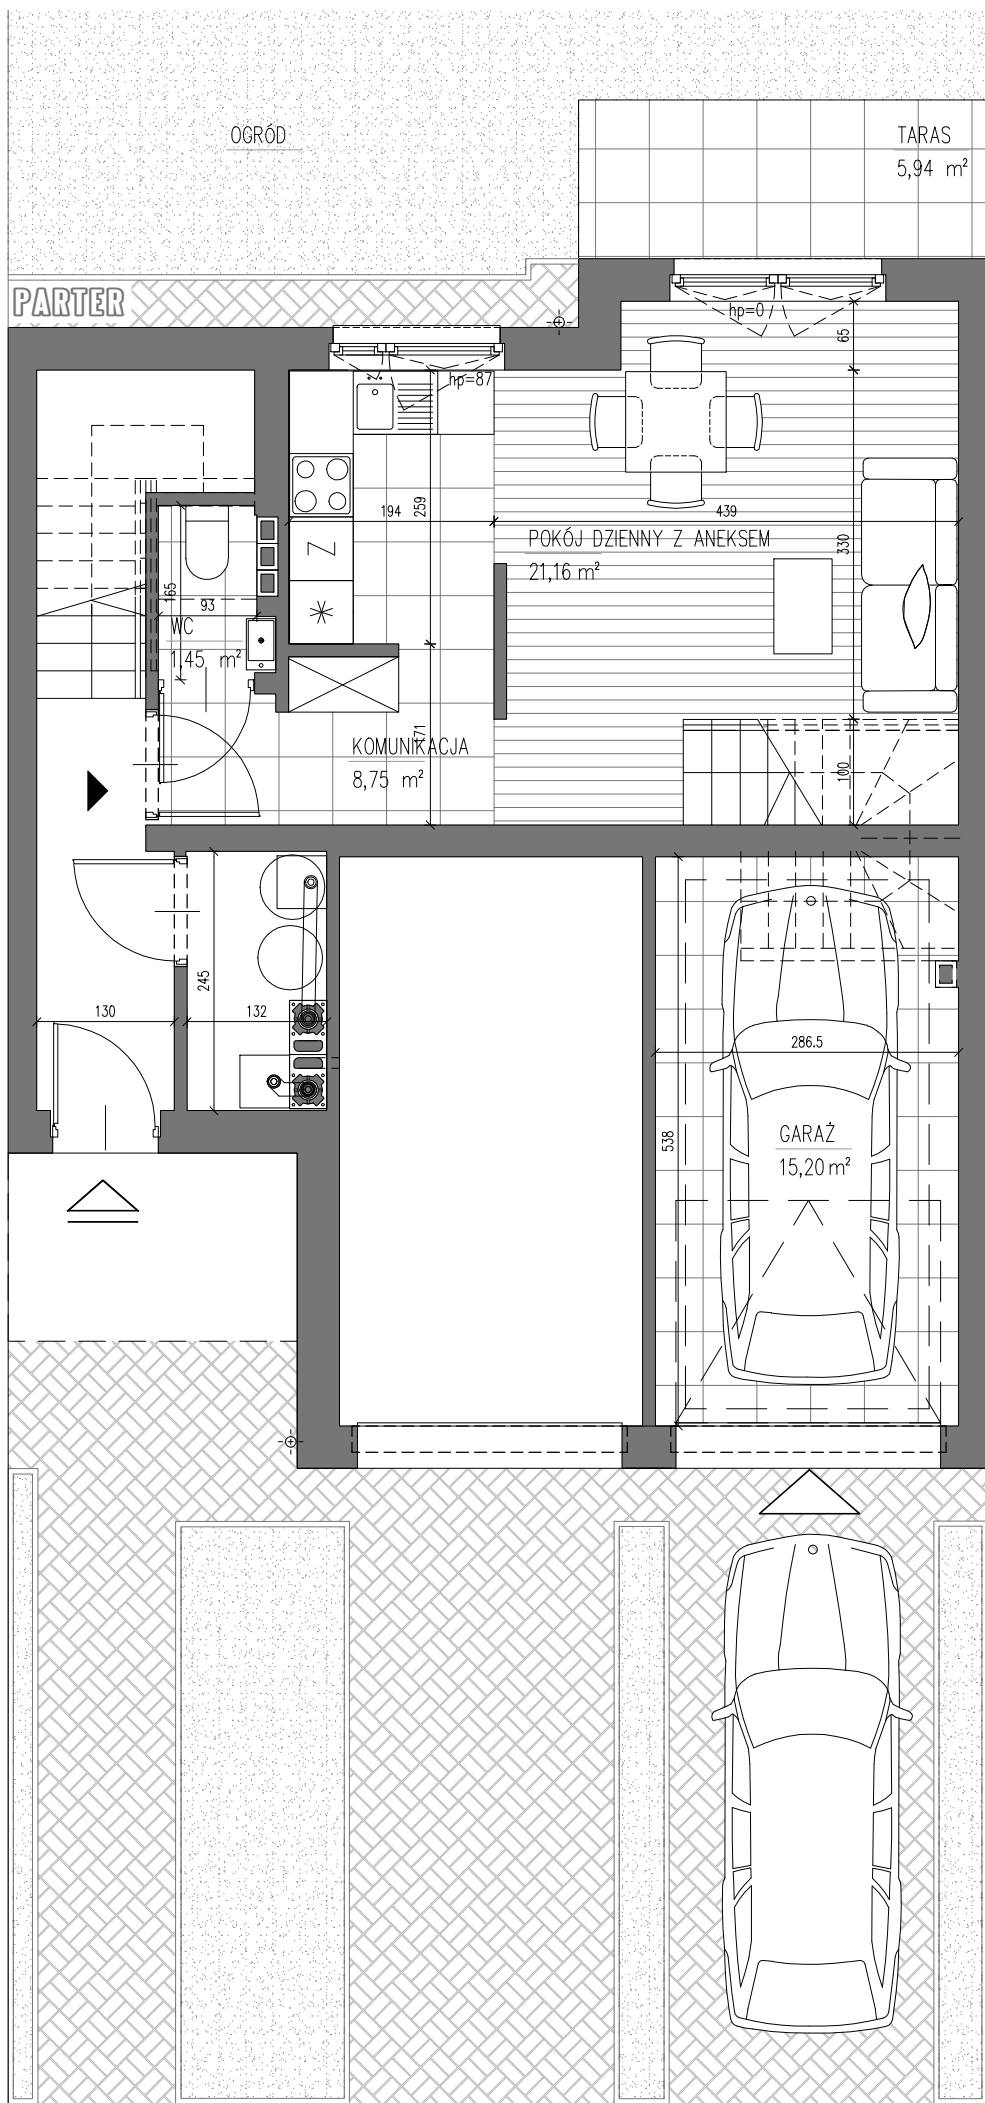 OGRÓD
TARAS
5,94 m²
PARTER
hp=0
65
hp=87
194
259
439
POKÓJ DZIENNY Z ANEKSEM
21,16 m²
330
Z
165
93
WC
1,45 m²
KOMUNIKACJA
8,75 m²
171
100
245
130
132
286.5
538
GARAŻ
15,20 m²